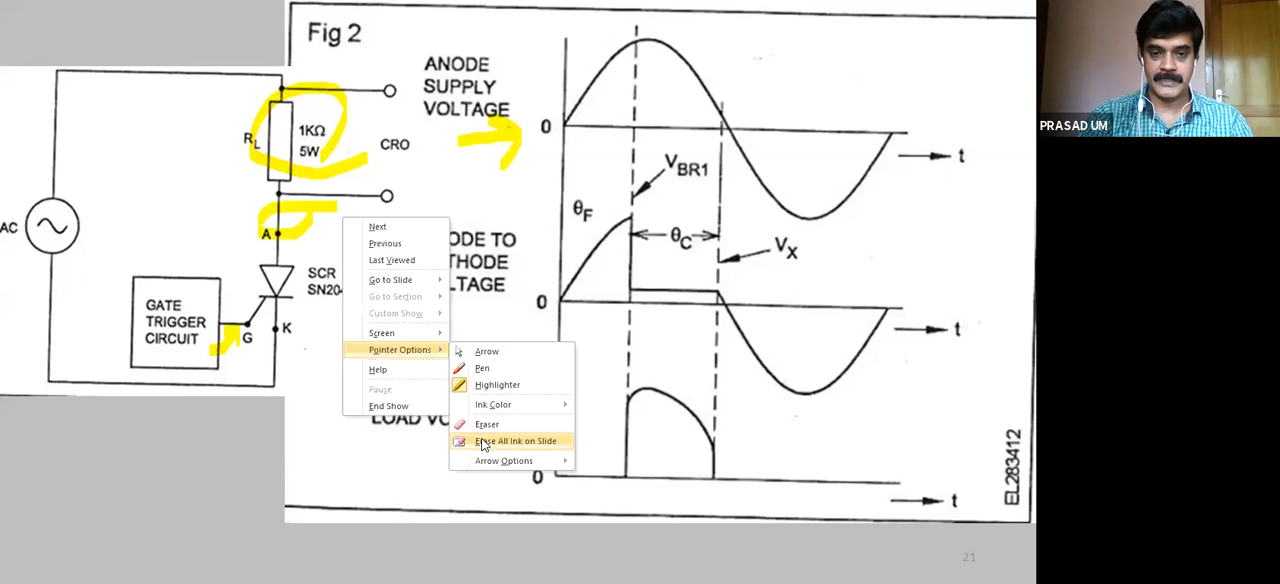 Fig 2
ANODE
SUPPLY
VOLTAGE
0
t
RL
1KΩ
5W
CRO
VBR1
θF
θC
VX
AC
A
ODE TO
THODE
LTAGE
0
t
SCR
SN20
GATE
TRIGGER
CIRCUIT
G
K
LOAD VO
0
t
EL283412
Next
Previous
Last Viewed
Go to Slide
Go to Section
Custom Show
Screen
Pointer Options
Help
Pause
End Show
Arrow
Pen
Highlighter
Ink Color
Eraser
Erase All Ink on Slide
Arrow Options
PRASAD UM
21